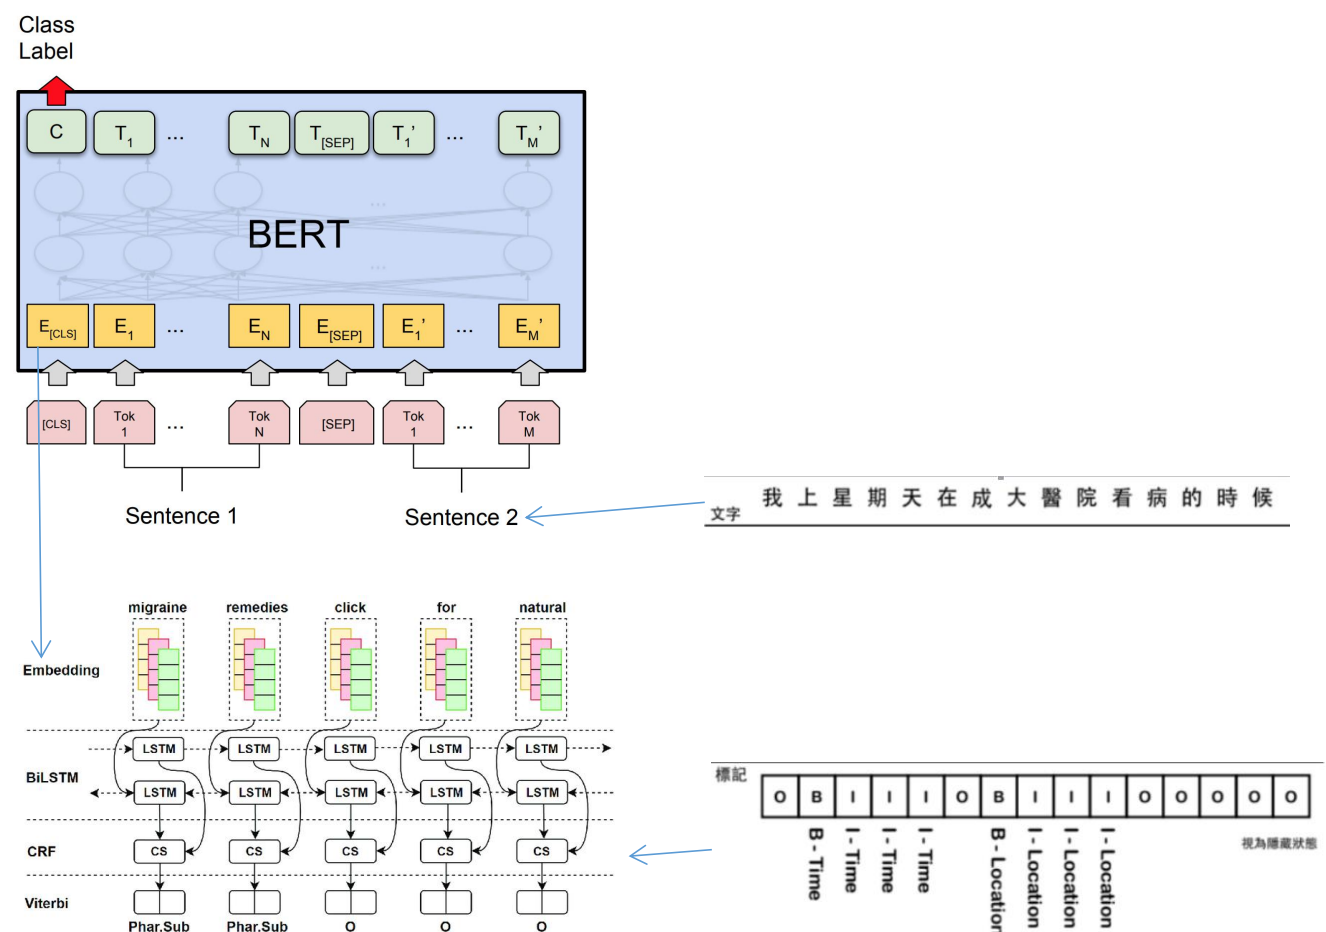 Class
Label
C T1 ... TN T[SEP] T1’ ... TM’
...
BERT
...
E[CLS] E1 ... EN E[SEP] E1’ ... EM’
[CLS] Tok 1 ... Tok N [SEP] Tok 1 ... Tok M
Sentence 1 Sentence 2
文字 我上星期天在成大醫院看病的時候
migraine remedies click for natural
Embedding
LSTM LSTM LSTM LSTM LSTM
BiLSTM
LSTM LSTM LSTM LSTM LSTM
CRF CS CS CS CS CS
Viterbi
Phar.Sub Phar.Sub O O O
標記
O B I I I O B I I I O O O O O
視為隱藏狀態
B - Time
I - Time
I - Time
I - Time
B - Location
I - Location
I - Location
I - Location